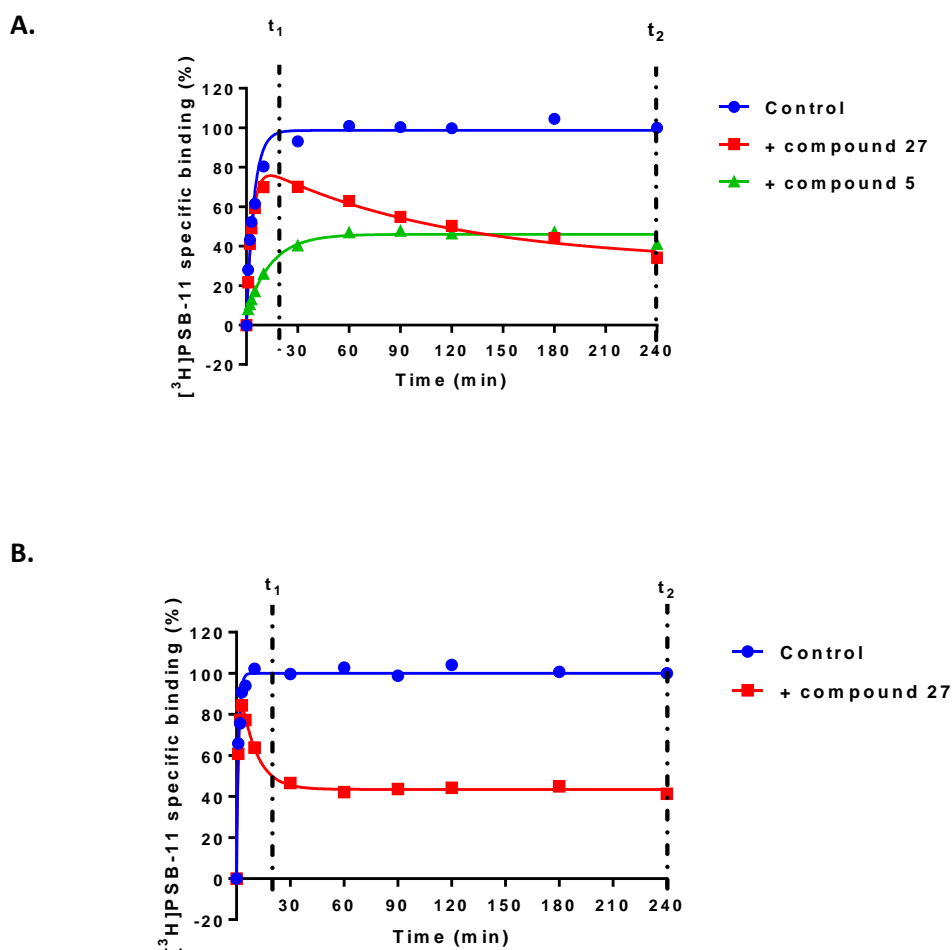 A.
t1
t2
[3H]PSB-11 specific binding (%)
120
100
80
60
40
20
0
-20
30 60 90 120 150 180 210 240
Time (min)
Control
+ compound 27
+ compound 5
B.
t1
t2
[3H]PSB-11 specific binding (%)
120
100
80
60
40
20
0
-20
30 60 90 120 150 180 210 240
Time (min)
Control
+ compound 27